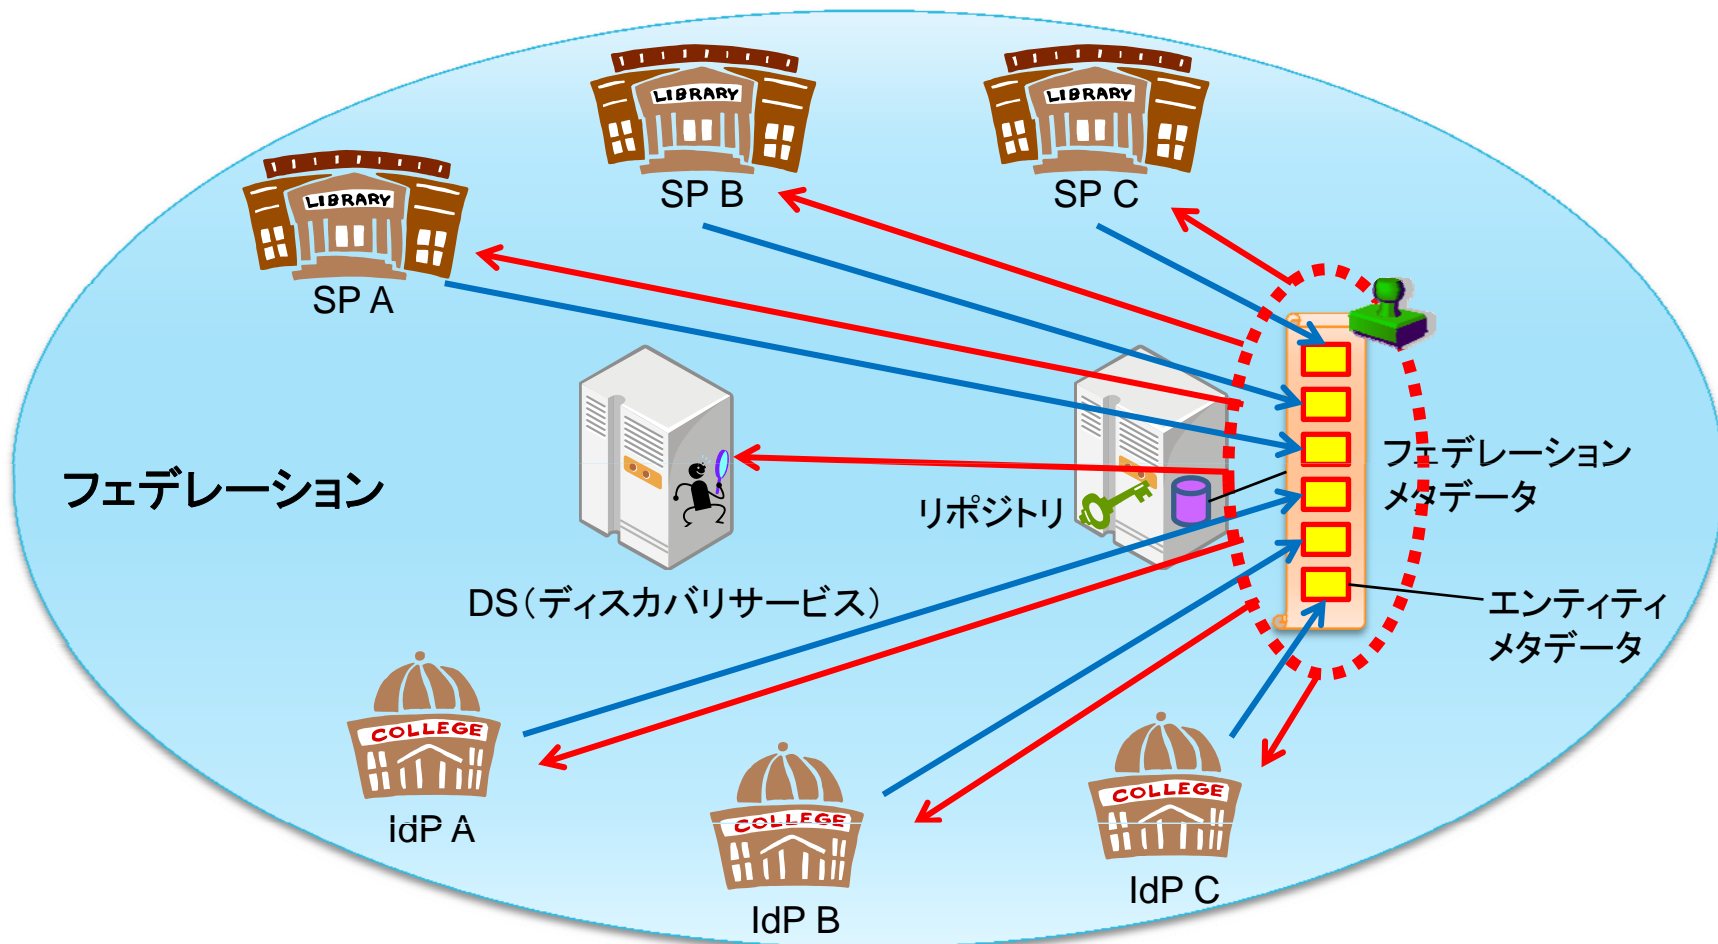 LIBRARY
SP B
LIBRARY
SP C
LIBRARY
SP A
フェデレーション
リポジトリ
フェデレーション
メタデータ
DS（ディスカバリサービス）
エンティティ
メタデータ
COLLEGE
IdP A
COLLEGE
IdP B
COLLEGE
IdP C